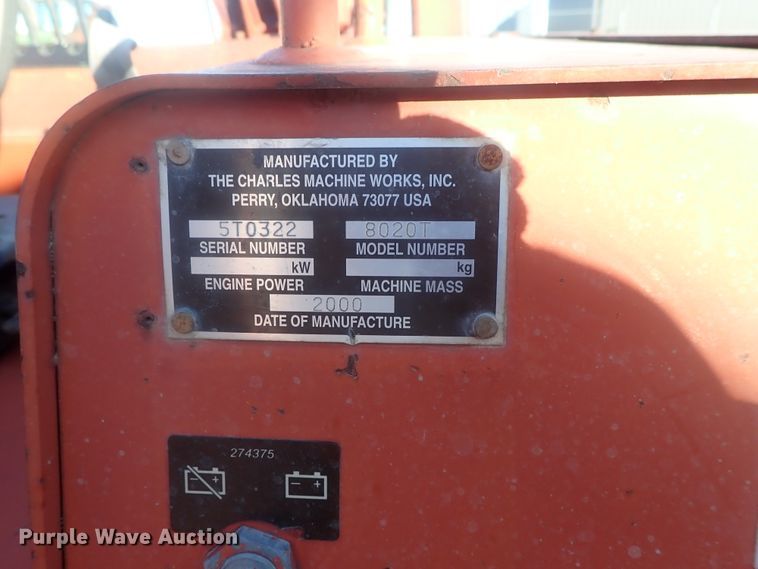 MANUFACTURED BY
THE CHARLES MACHINE WORKS, INC.
PERRY, OKLAHOMA 73077 USA
5T0322 8020T
SERIAL NUMBER MODEL NUMBER
kW kg
ENGINE POWER MACHINE MASS
2000
DATE OF MANUFACTURE
274375
Purple Wave Auction